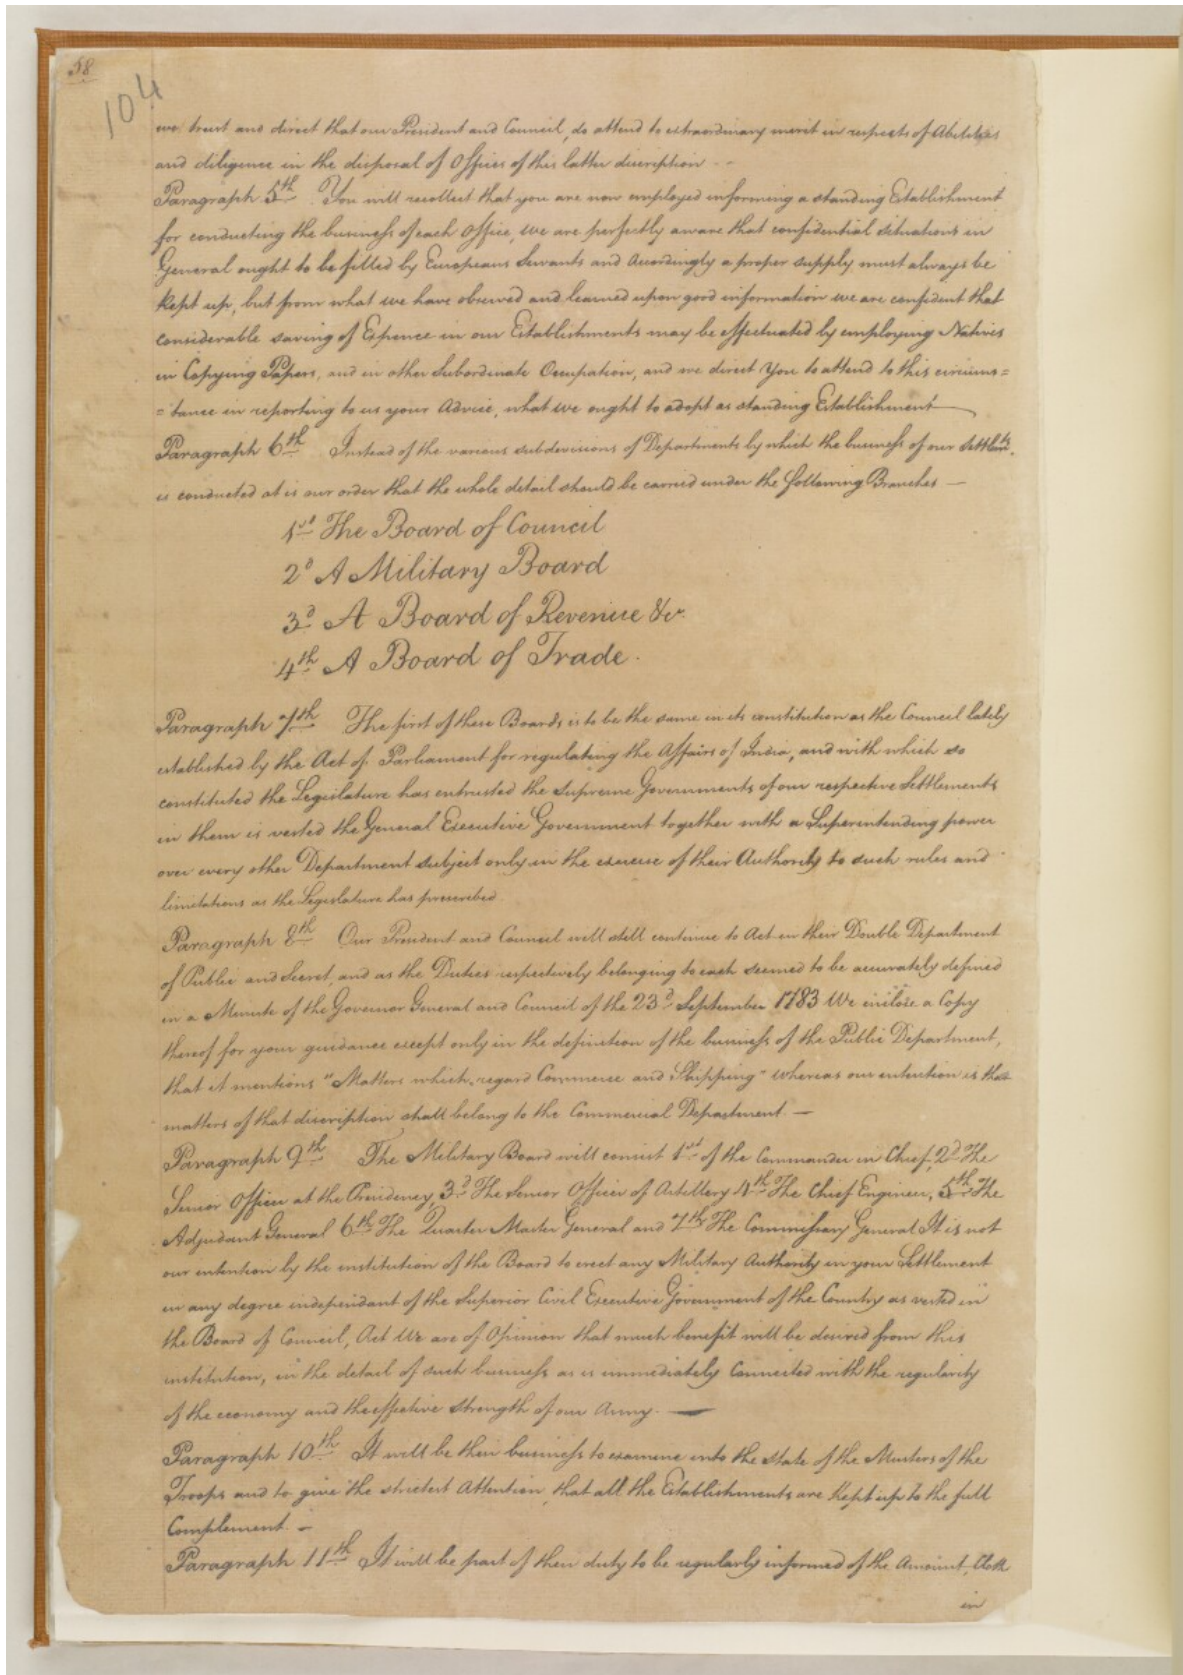 58
104
we trust and direct that our President and Council, do attend to extraordinary merit in respects of Abilities
and diligence in the disposal of Offices of this latter discription - -
Paragraph 5th You will recollect that you are now employed informing a standing Establishment
for conducting the business of each Office, we are perfectly aware that confidential situations in
General ought to be filled by Europeans Servants and Accordingly a proper supply must always be
kept up, but from what we have observed and learned upon good information we are confident that
considerable saving of Expence in our Establishments may be effectuated by employing Natives
in Copying Papers, and in other Subordinate Occupation, and we direct You to attend to this circums=
=tance in reporting to us your Advice, what we ought to adopt as standing Establishment
Paragraph 6th Instead of the various subdivisions of Departments by which the business of our Settlemts.
is conducted at is our order that the whole detail should be carried under the following Branches —
1st The Board of Council
2d A Military Board
3d A Board of Revenue &c.
4th A Board of Trade.
Paragraph 7th The first of these Boards is to be the same in its constitution as the Council lately
established by the Act of Parliament for regulating the Affairs of India, and with which so
constituted the Legislature has entrusted the Supreme Governments of our respective Settlements
in them is vested the General Executive Government together with a Superintending power
over every other Department subject only in the exercise of their Authority to such rules and
limitations as the Legislature has prescribed
Paragraph 8th Our President and Council will still continue to Act in their Double Department
of Public and Secret, and as the Duties respectively belonging to each seemed to be accurately defined
in a Minute of the Governor General and Council of the 23d September 1783 We inclose a Copy
thereof for your guidance except only in the definition of the business of the Public Department,
that it mentions "Matters which regard Commerce and Shipping" whereas our intention is that
matters of that discription shall belong to the Commercial Department. —
Paragraph 9th The Military Board will consist 1st of the Commander in Chief, 2d The
Senior Officer at the Presidency, 3d The Senior Officer of Artillery 4th The Chief Engineer, 5th The
Adjudant General 6th The Quarter Master General and 7th The Commissary General It is not
our intention by the institution of the Board to erect any Military Authority in your Settlement
in any degree independant of the Superior Civil Executive Government of the Country as vested in
the Board of Council, Act We are of Opinion that much benefit will be desired from this
institution, in the detail of such business as is immediately Connected with the regularity
of the economy and the effective strength of our Army. —
Paragraph 10th It will be their business to examine into the state of the Musters of the
Troops and to give the strictest Attention, that all the Establishments are kept up to the full
Complement. —
Paragraph 11th It will be part of their duty to be regularly informed of the Amount, Cloth
in